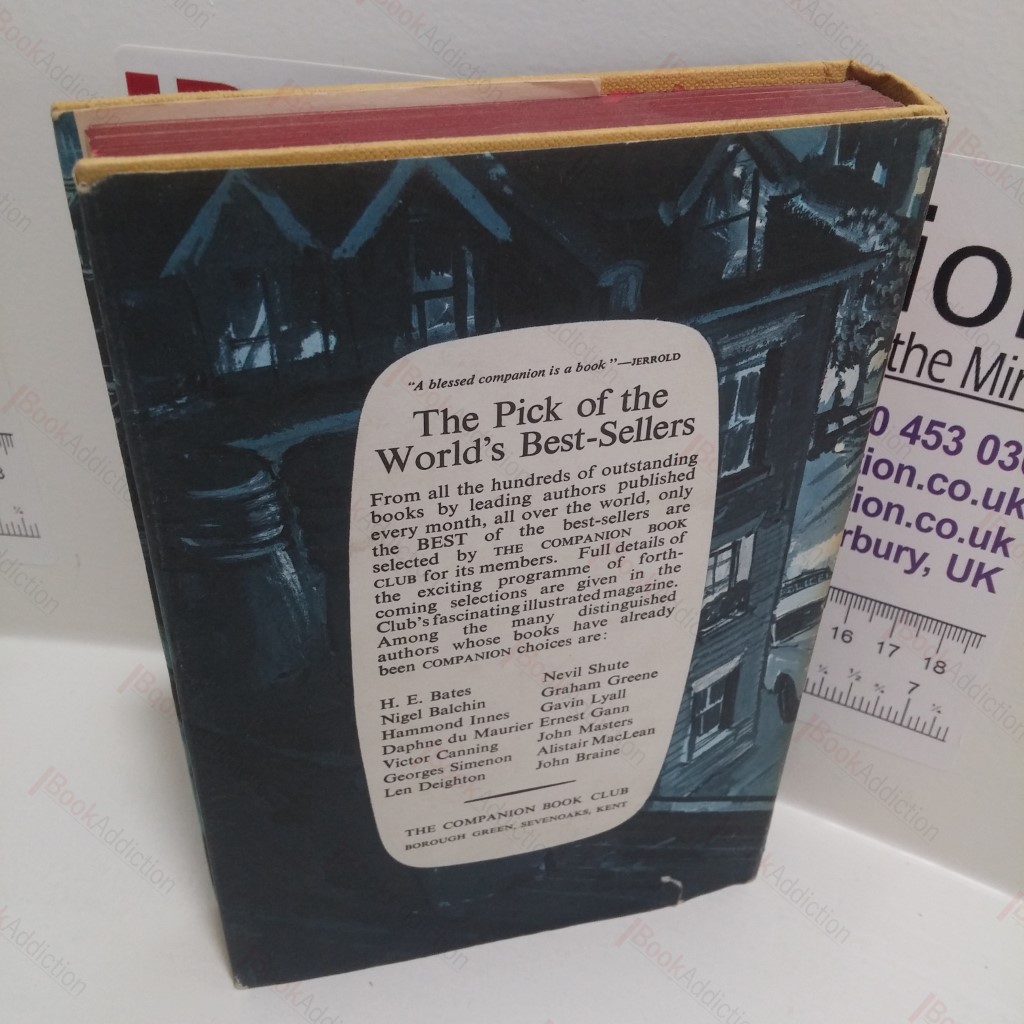 "A blessed companion is a book"—JERROLD
The Pick of the
World's Best-Sellers
From all the hundreds of outstanding
books by leading authors published
every month, all over the world, only
the BEST of the best-sellers are
selected by THE COMPANION BOOK
CLUB for its members. Full details of
the exciting programme of forth-
coming selections are given in the
Club's fascinating illustrated magazine.
Among the many distinguished
authors whose books have already
been COMPANION choices are:
H. E. Bates
Nigel Balchin
Hammond Innes
Daphne du Maurier
Victor Canning
Georges Simenon
Len Deighton
Nevil Shute
Graham Greene
Gavin Lyall
Ernest Gann
John Masters
Alistair MacLean
John Braine
THE COMPANION BOOK CLUB
BOROUGH GREEN, SEVENOAKS, KENT
POLICE
the Min
0 453 03
ion.co.uk
ion.co.uk
rbury, UK
16 17 18
7
BookAddiction